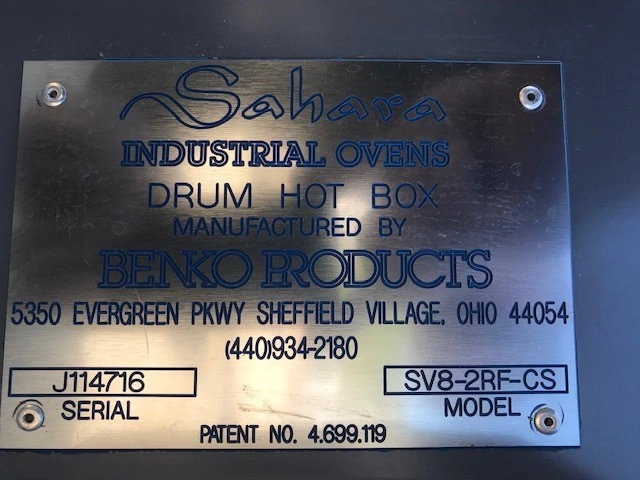 Sahara
INDUSTRIAL OVENS
DRUM HOT BOX
MANUFACTURED BY
BENKO PRODUCTS
5350 EVERGREEN PKWY SHEFFIELD VILLAGE, OHIO 44054
(440)934-2180
J114716 SV8-2RF-CS
SERIAL MODEL
PATENT NO. 4.699.119